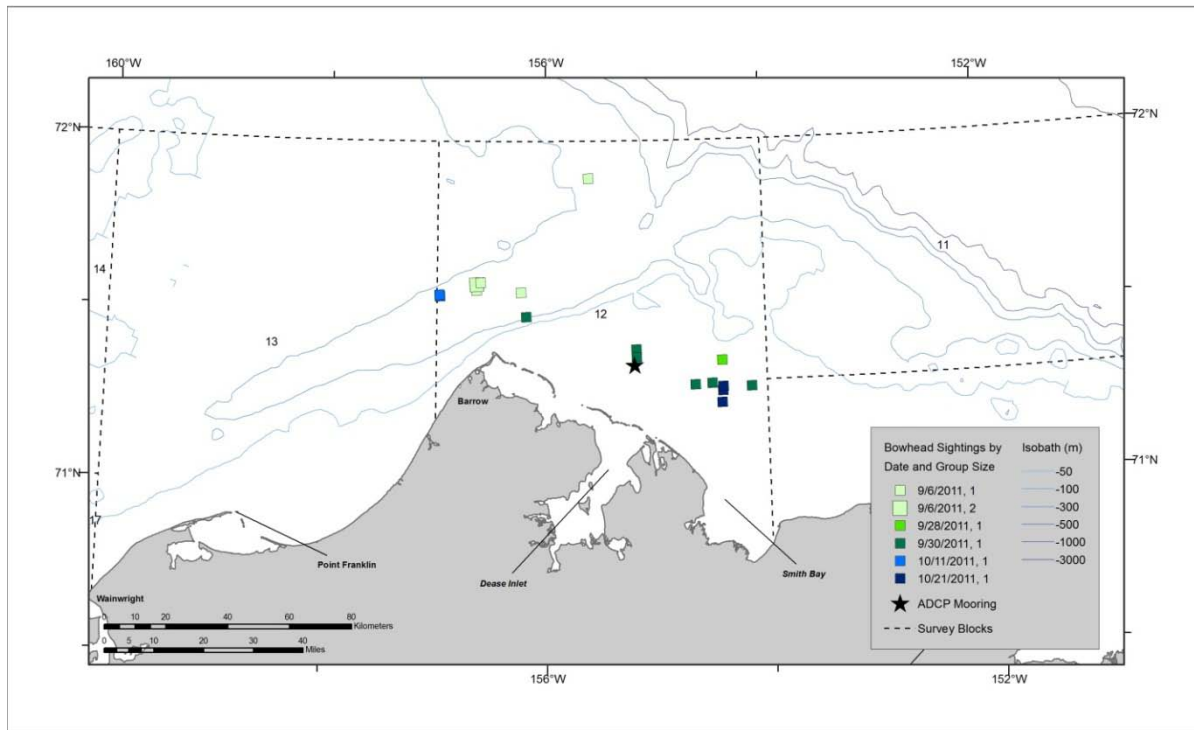 160°W 156°W 152°W
72°N 72°N
11
14
12
13
Barrow
71°N 71°N
17
Point Franklin
Dease Inlet
Smith Bay
Wainwright
0 10 20 40 60 80
Kilometers
0 5 10 20 30 40
Miles
Bowhead Sightings by
Date and Group Size
9/6/2011, 1
9/6/2011, 2
9/28/2011, 1
9/30/2011, 1
10/11/2011, 1
10/21/2011, 1
ADCP Mooring
Survey Blocks
Isobath (m)
-50
-100
-300
-500
-1000
-3000
156°W 152°W